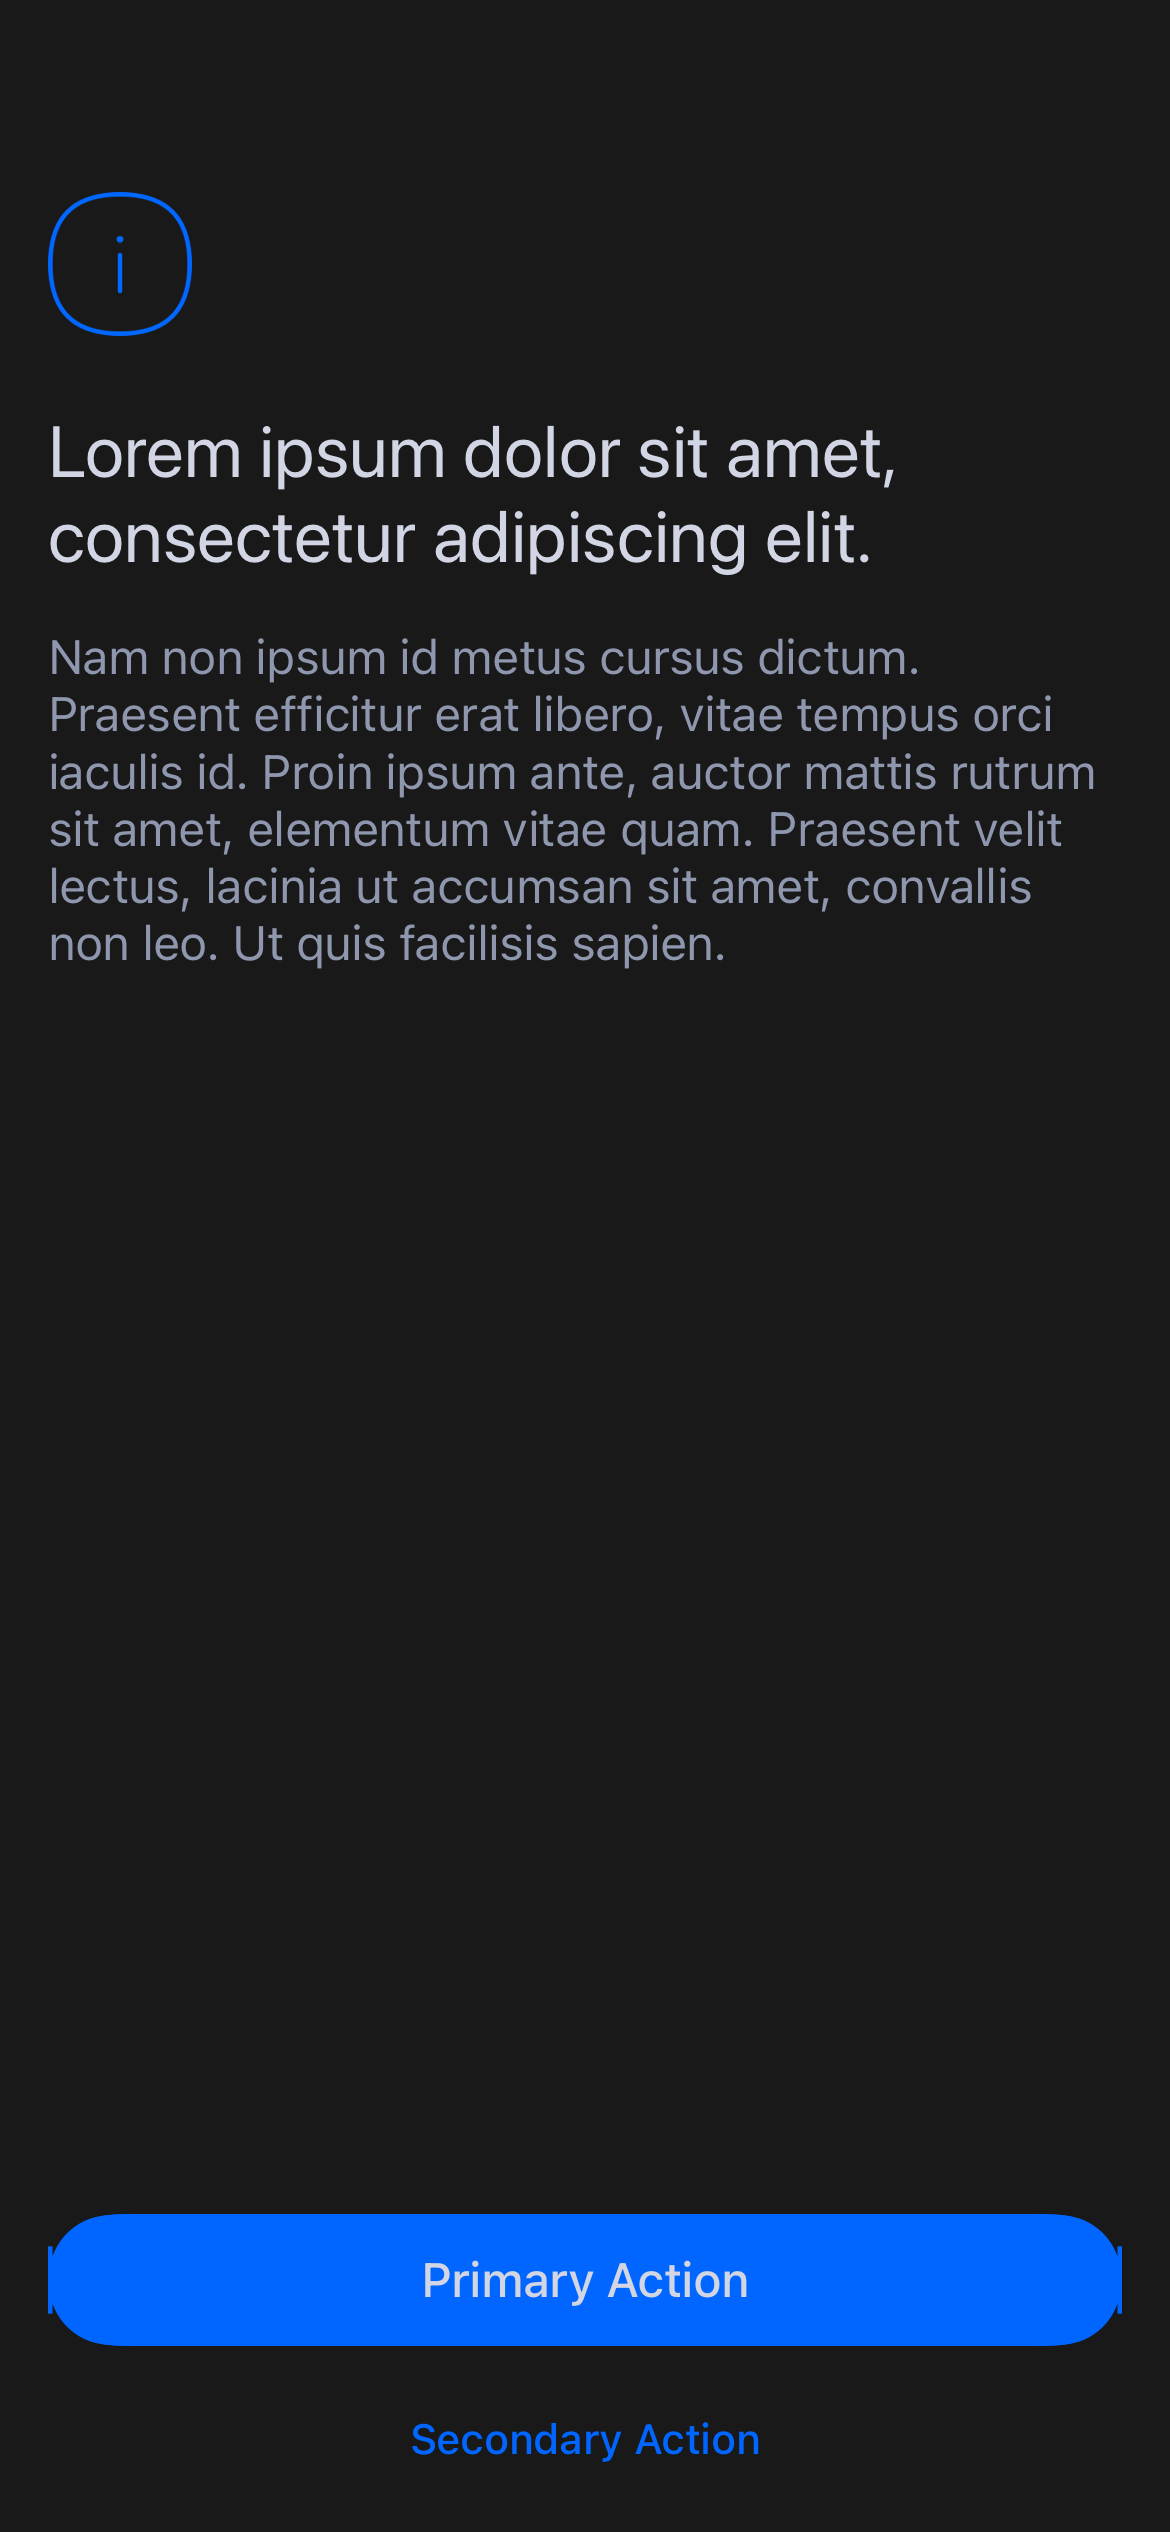 Lorem ipsum dolor sit amet,
consectetur adipiscing elit.
Nam non ipsum id metus cursus dictum.
Praesent efficitur erat libero, vitae tempus orci
iaculis id. Proin ipsum ante, auctor mattis rutrum
sit amet, elementum vitae quam. Praesent velit
lectus, lacinia ut accumsan sit amet, convallis
non leo. Ut quis facilisis sapien.
Primary Action
Secondary Action